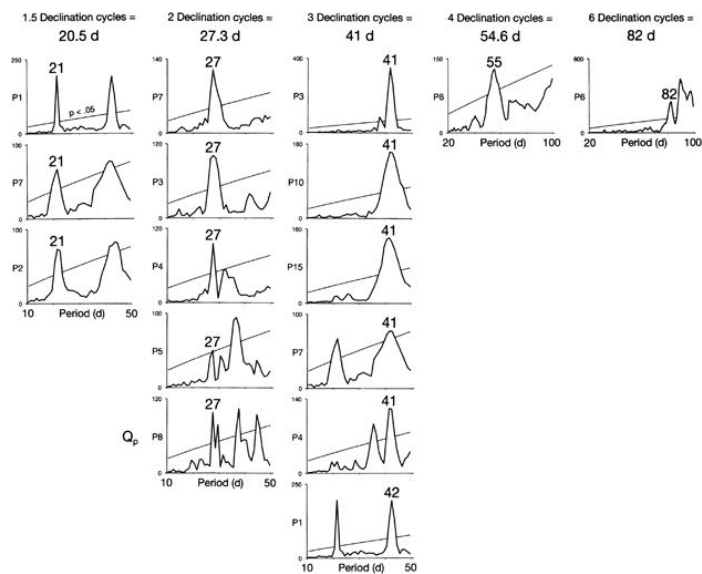 1.5 Declination cycles =
20.5 d
2 Declination cycles =
27.3 d
3 Declination cycles =
41 d
4 Declination cycles =
54.6 d
6 Declination cycles =
82 d
250
P1
0
21
p < .05
100
P7
0
21
100
P2
0
21
10
Period (d)
50
120
P7
0
27
120
P3
0
27
120
P4
0
27
100
P5
0
27
Qp
120
P8
0
27
10
Period (d)
50
400
P3
0
41
180
P10
0
41
160
P15
0
41
100
P7
0
41
140
P4
0
41
250
P1
0
42
10
Period (d)
50
150
P6
0
55
20
Period (d)
100
600
P6
0
82
20
Period (d)
100